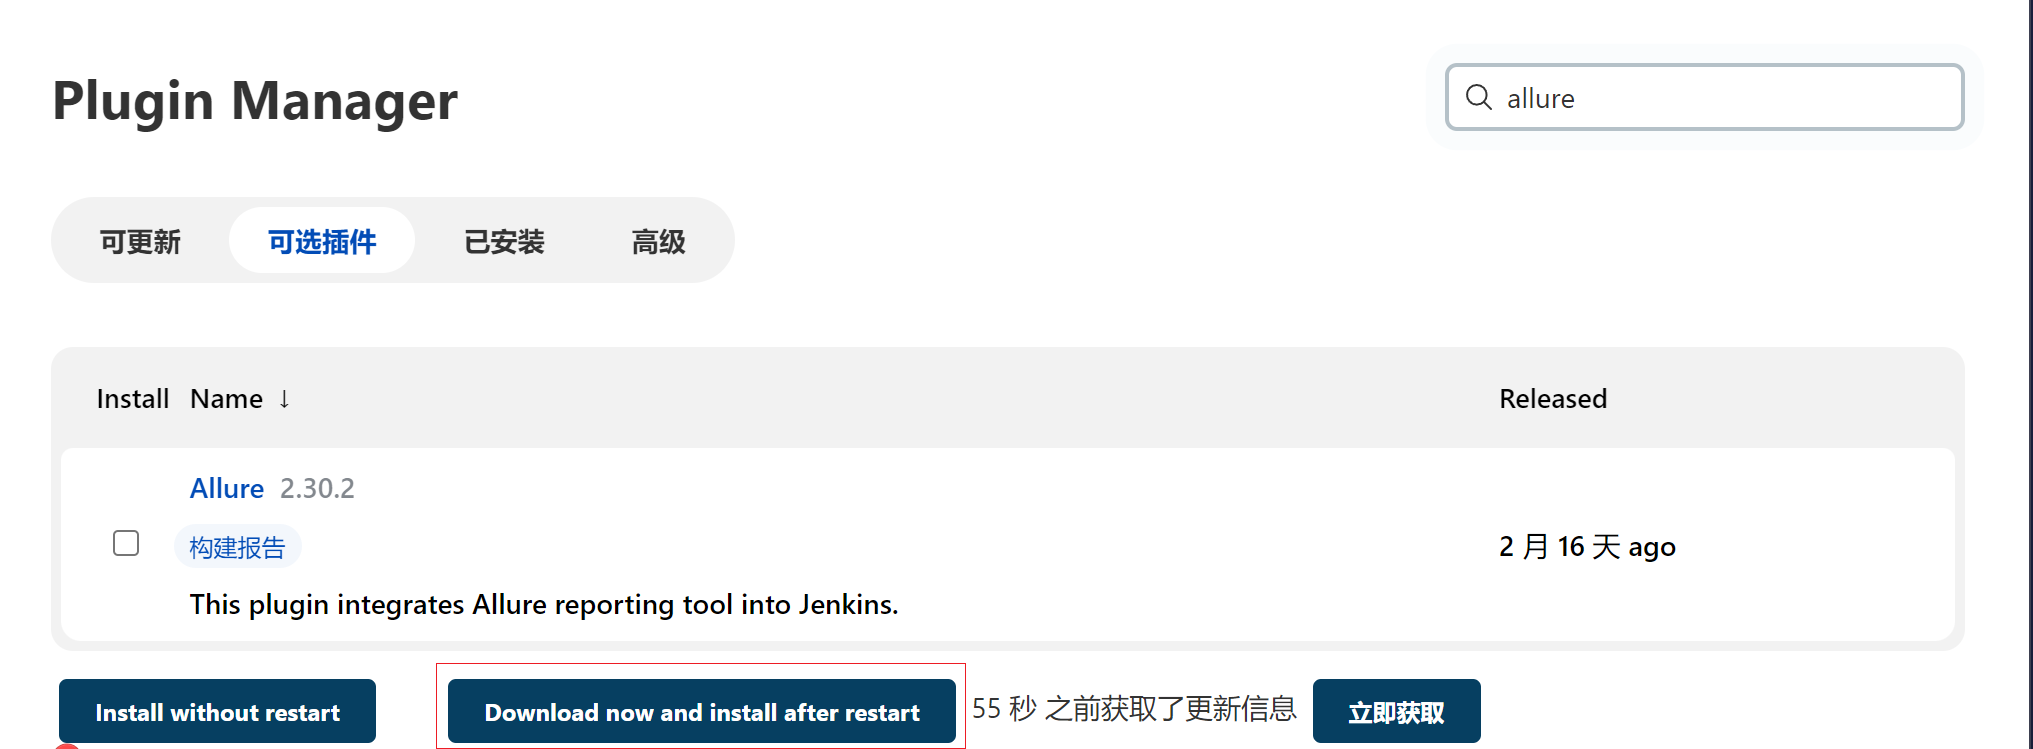 Plugin Manager
allure
可更新 可选插件 已安装 高级
Install Name ↓ Released
Allure 2.30.2
构建报告
2 月 16 天 ago
This plugin integrates Allure reporting tool into Jenkins.
Install without restart Download now and install after restart 55 秒 之前获取了更新信息 立即获取